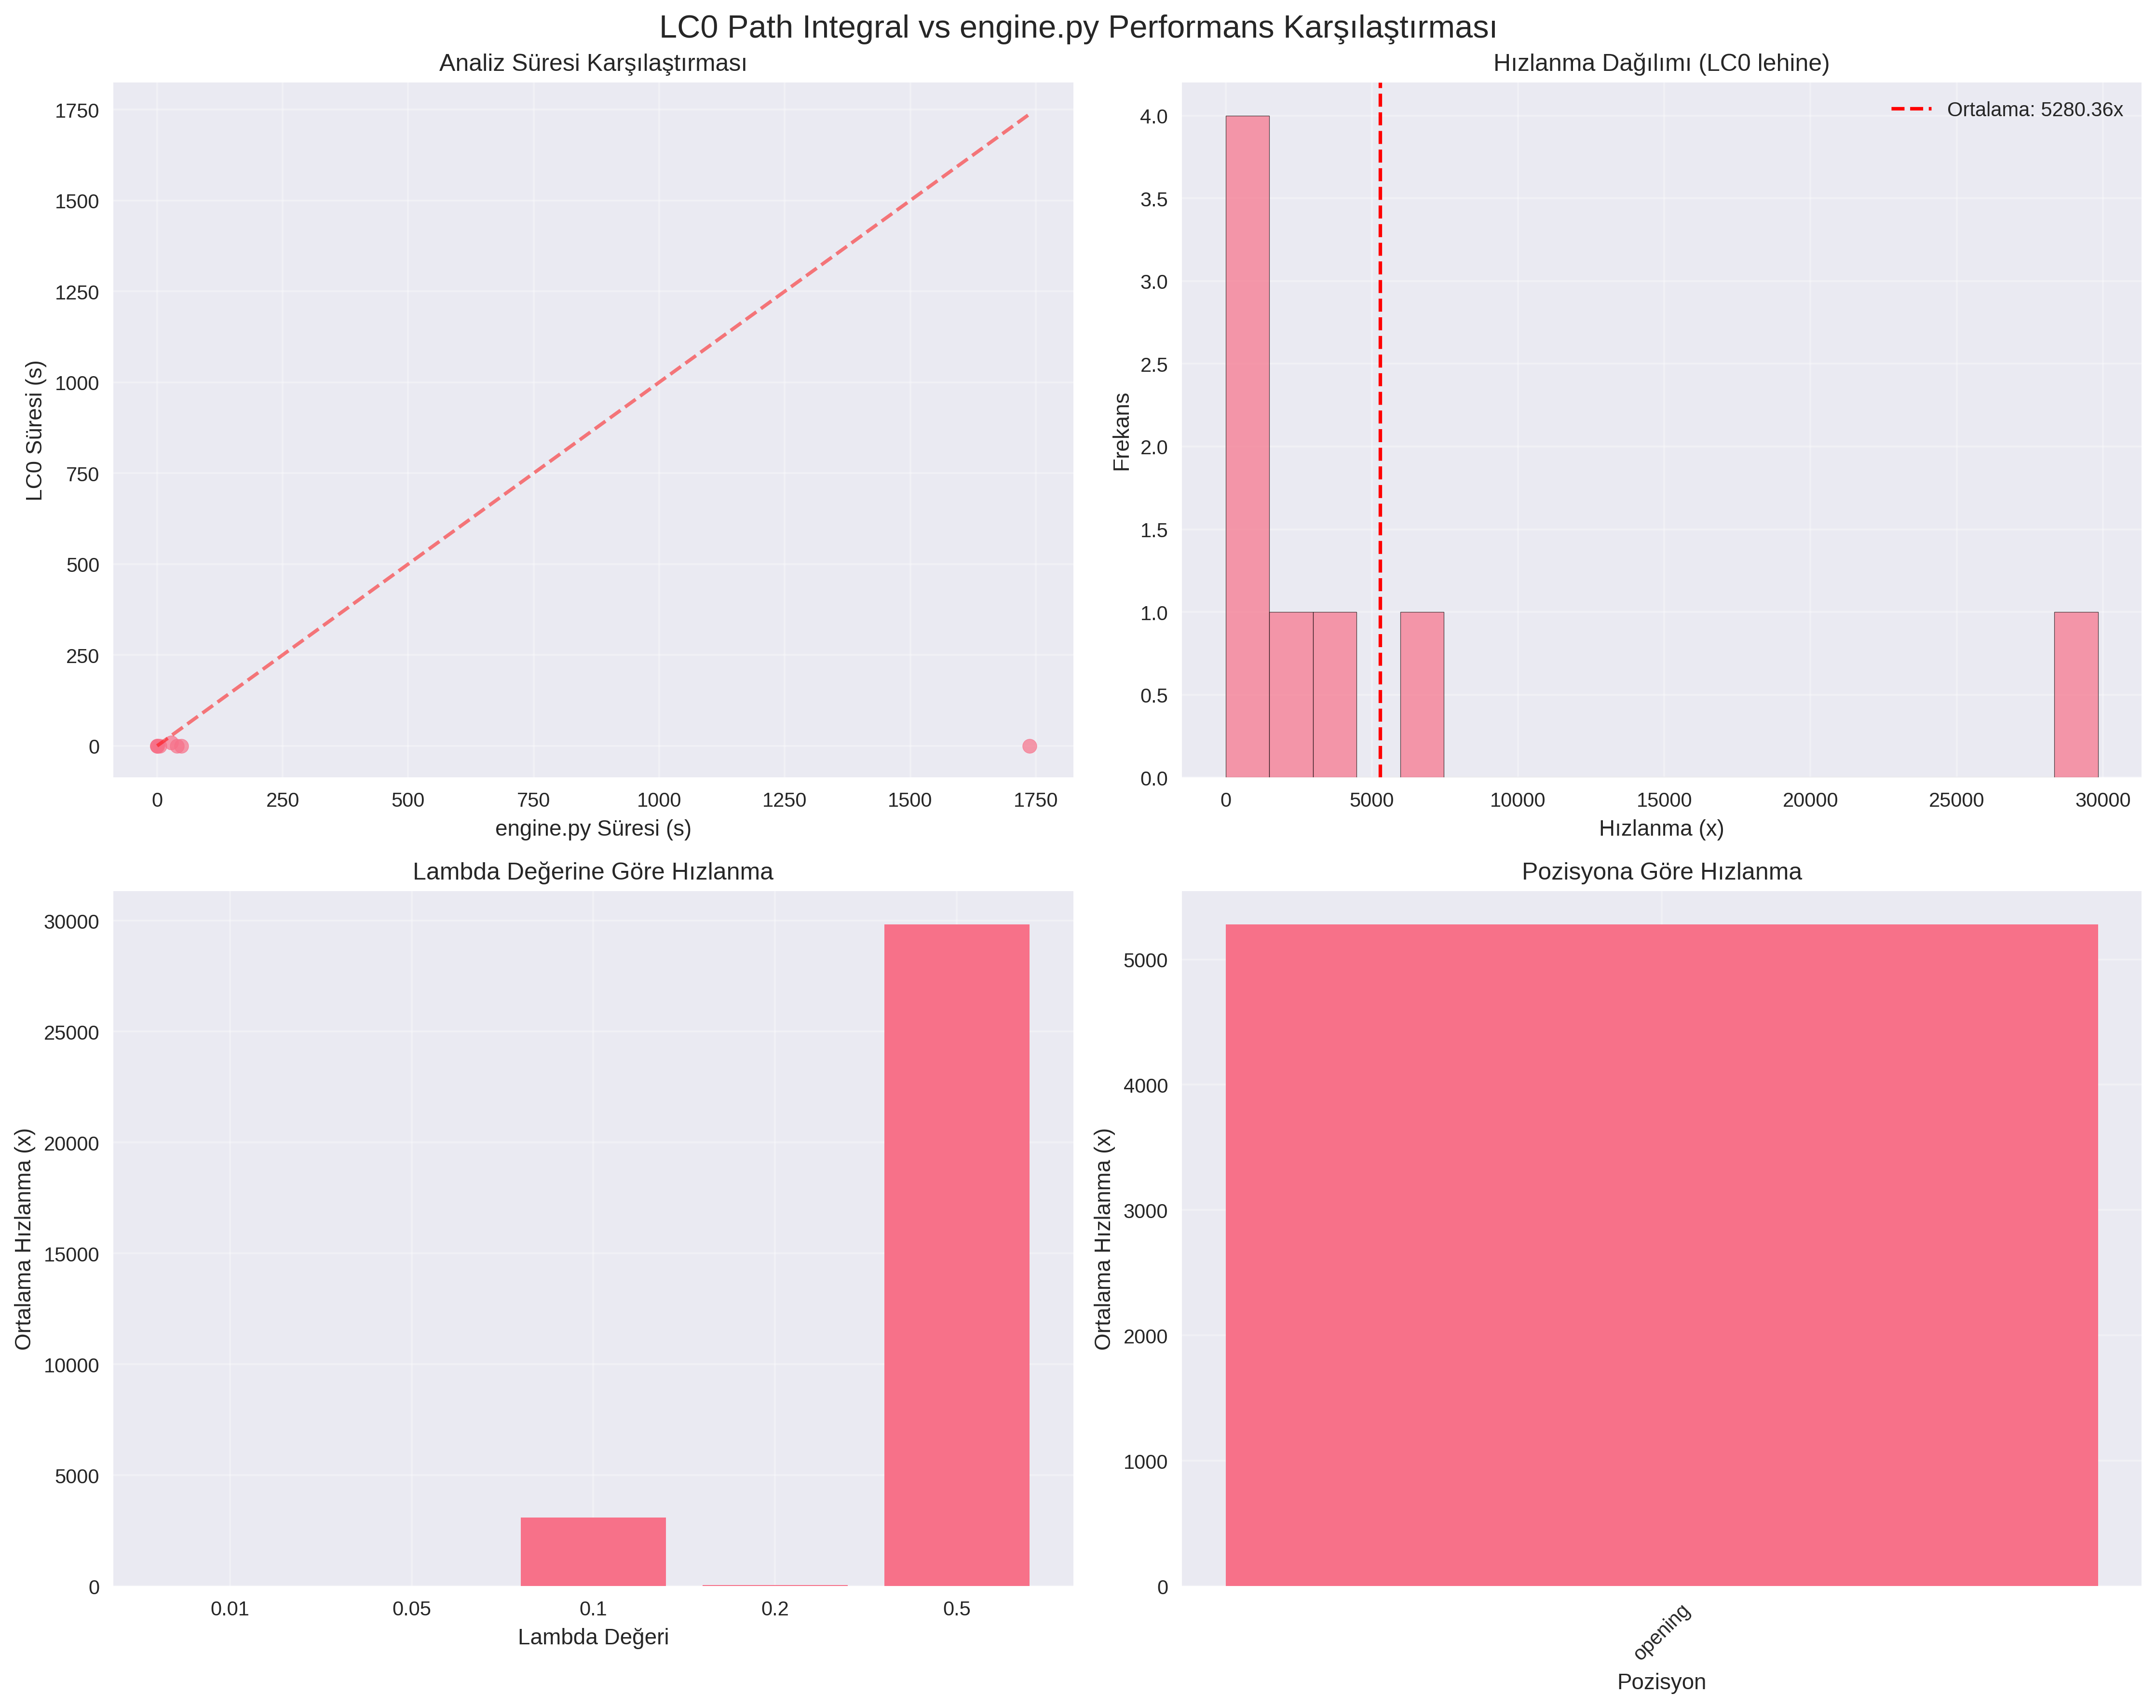 LC0 Path Integral vs engine.py Performans Karşılaştırması
Analiz Süresi Karşılaştırması
1750
1500
1250
1000
750
500
250
0
LC0 Süresi (s)
0 250 500 750 1000 1250 1500 1750
engine.py Süresi (s)
Hızlanma Dağılımı (LC0 lehine)
Ortalama: 5280.36x
4.0
3.5
3.0
2.5
2.0
1.5
1.0
0.5
0.0
Frekans
0 5000 10000 15000 20000 25000 30000
Hızlanma (x)
Lambda Değerine Göre Hızlanma
30000
25000
20000
15000
10000
5000
0
Ortalama Hızlanma (x)
0.01 0.05 0.1 0.2 0.5
Lambda Değeri
Pozisyona Göre Hızlanma
5000
4000
3000
2000
1000
0
Ortalama Hızlanma (x)
opening
Pozisyon